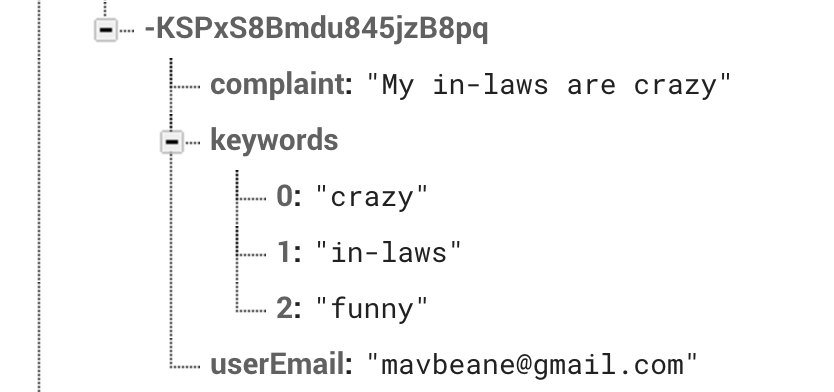 -KSPxS8Bmdu845jzB8pq
complaint: "My in-laws are crazy"
keywords
0: "crazy"
1: "in-laws"
2: "funny"
userEmail: "mavbeane@gmail.com"